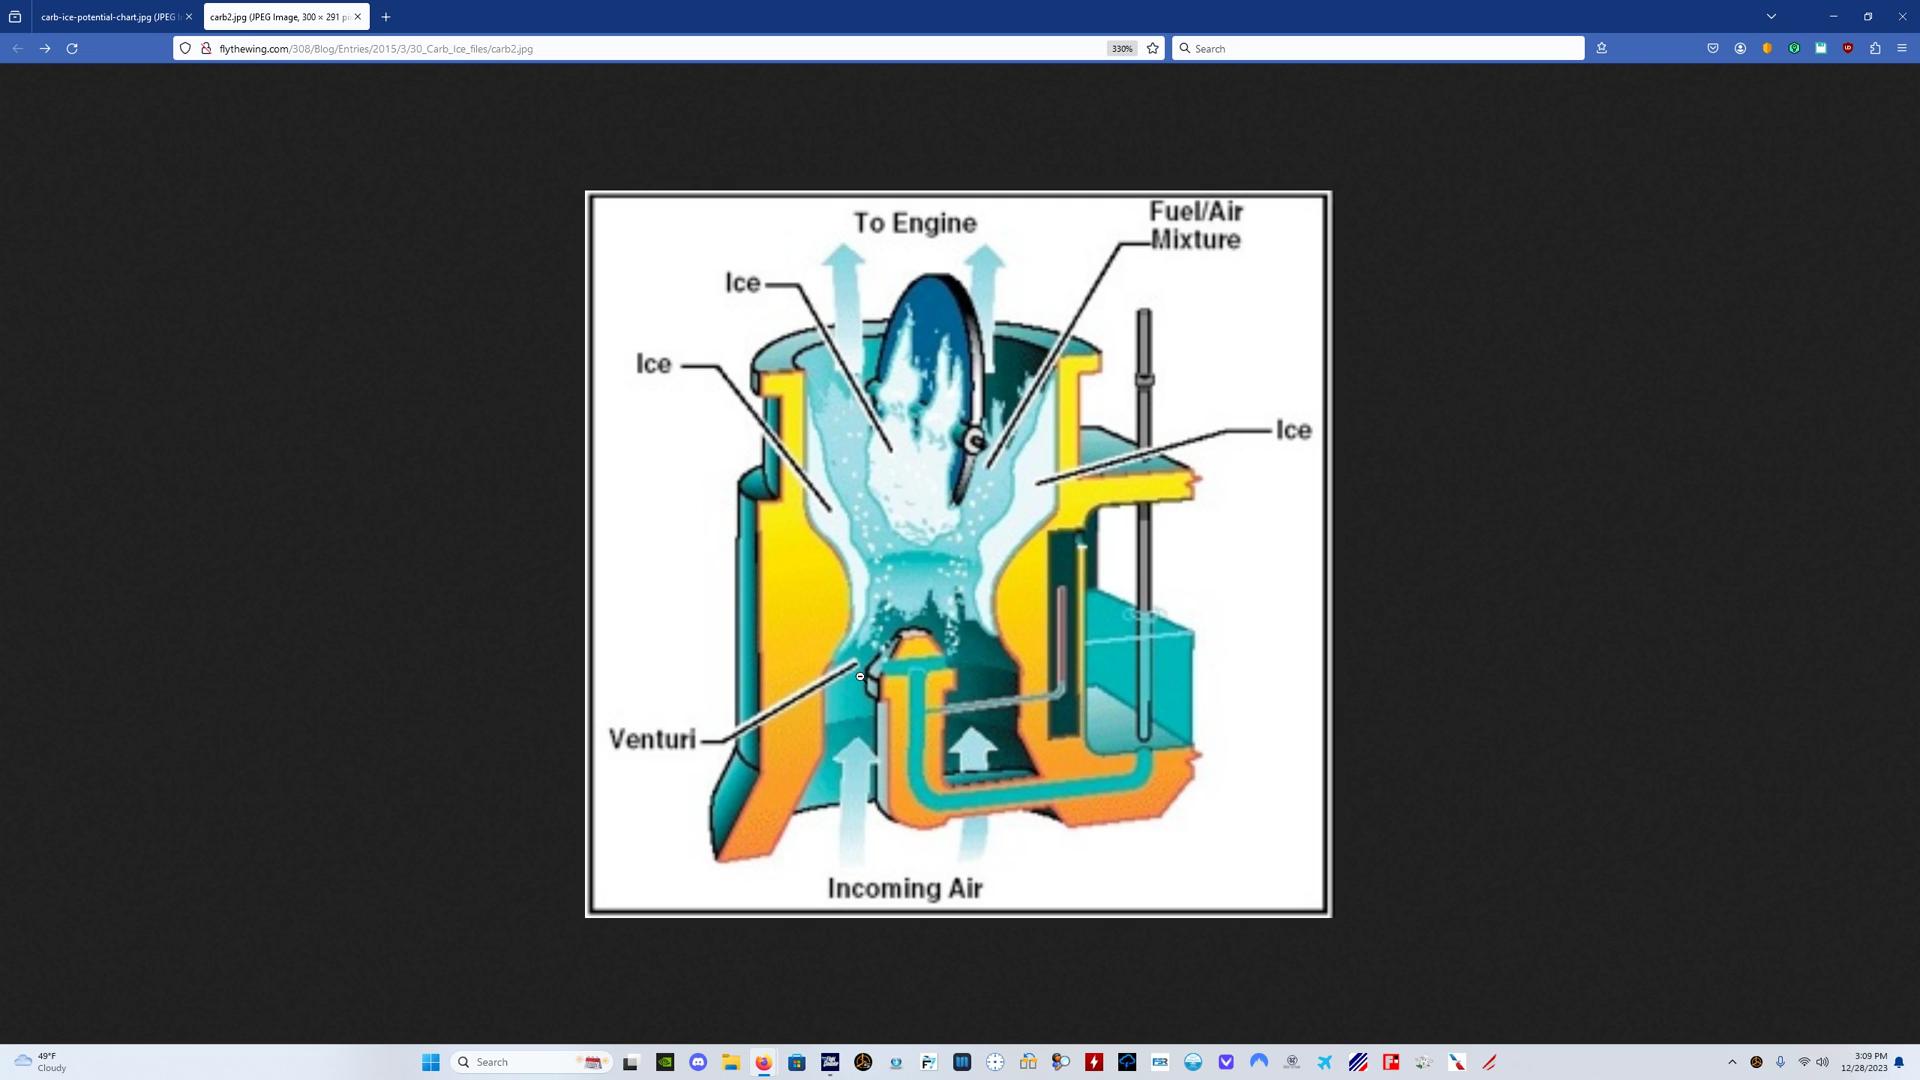 carb-ice-potential-chart.jpg (JPEG I
carb2.jpg (JPEG Image, 300 × 291 pi
flythewing.com/308/Blog/Entries/2015/3/30_Carb_Ice_files/carb2.jpg
330%
Search
To Engine
Fuel/Air
Mixture
Ice
Ice
Ice
Venturi
Incoming Air
49°F
Cloudy
Search
3:09 PM
12/28/2023